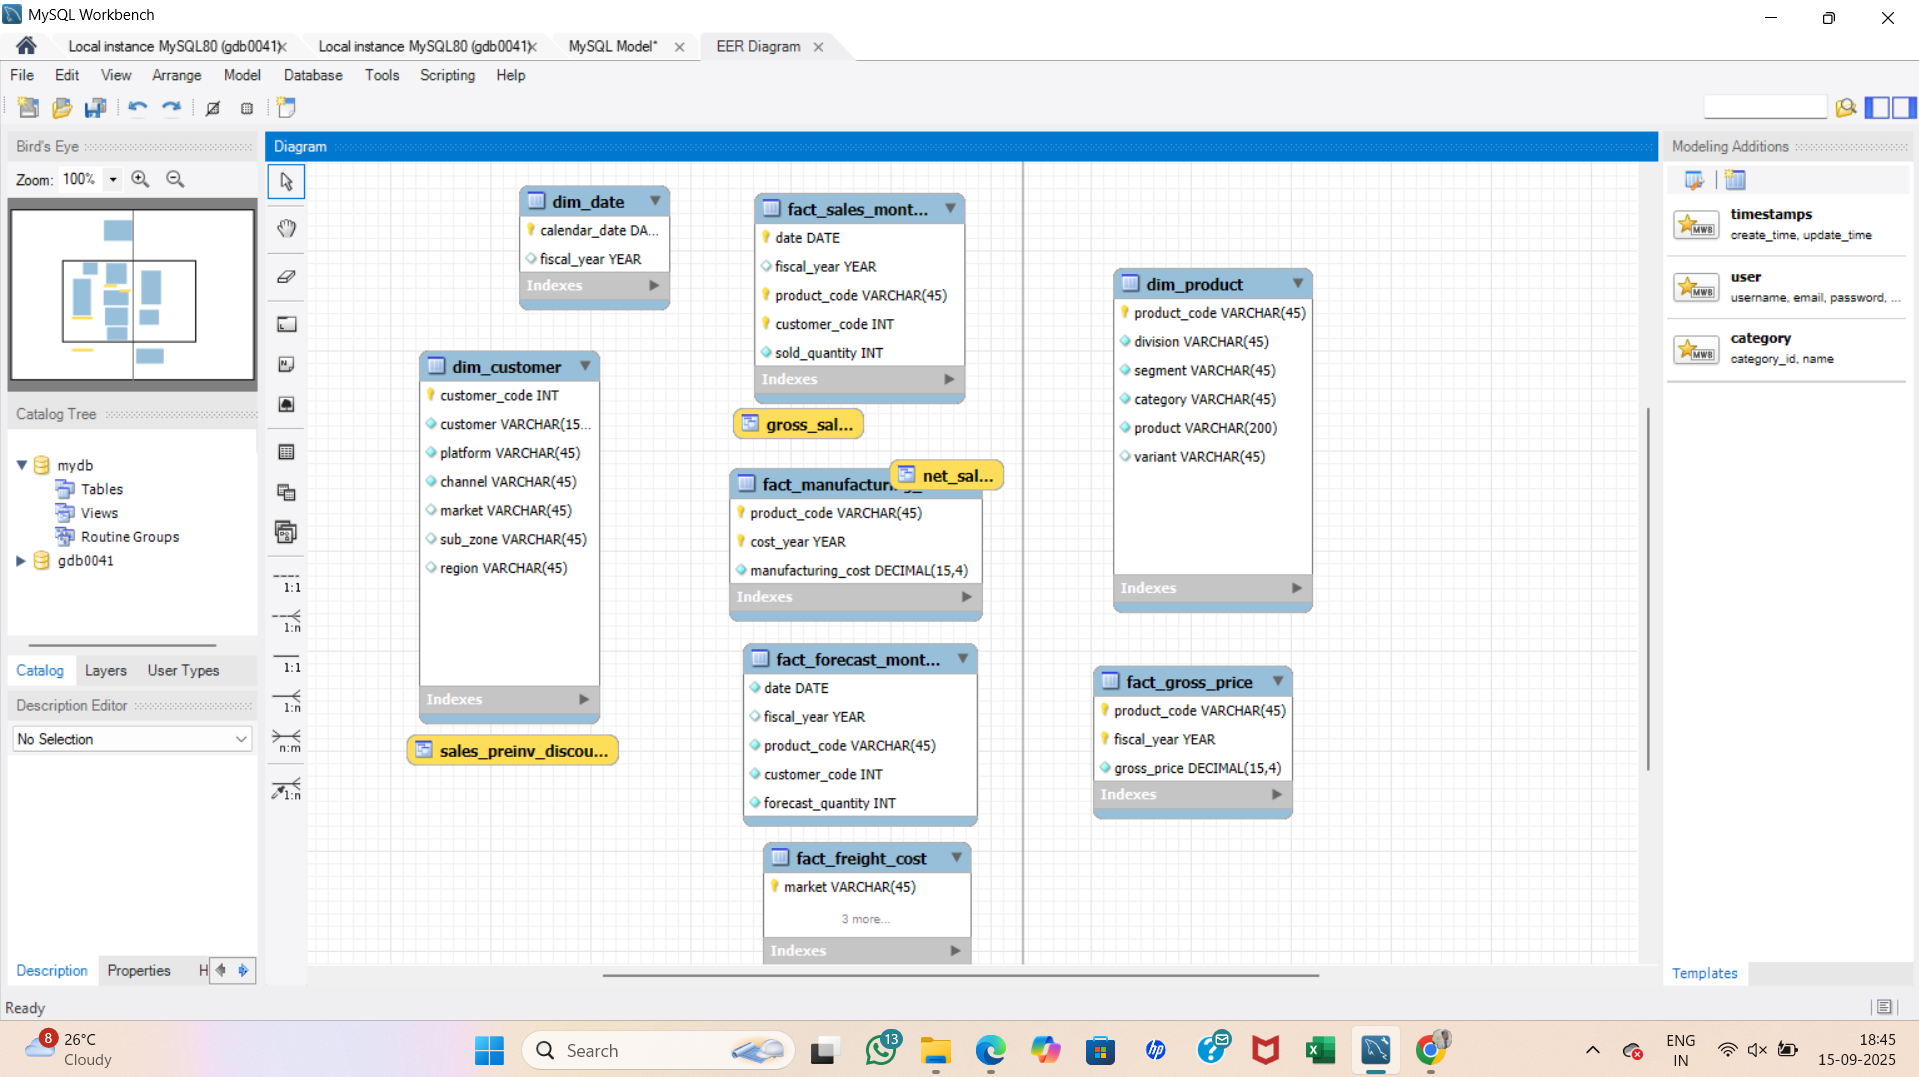 MySQL Workbench
Local instance MySQL80 (gdb0041)
Local instance MySQL80 (gdb0041)
MySQL Model*
EER Diagram
File Edit View Arrange Model Database Tools Scripting Help
Bird's Eye
Zoom: 100%
Catalog Tree
mydb
Tables
Views
Routine Groups
gdb0041
Catalog Layers User Types
Description Editor
No Selection
Description Properties H
Ready
Diagram
1:1
1:n
1:1
1:n
n:m
1:n
dim_date
calendar_date DA...
fiscal_year YEAR
Indexes
dim_customer
customer_code INT
customer VARCHAR(15...
platform VARCHAR(45)
channel VARCHAR(45)
market VARCHAR(45)
sub_zone VARCHAR(45)
region VARCHAR(45)
Indexes
sales_preinv_discou...
fact_sales_mont...
date DATE
fiscal_year YEAR
product_code VARCHAR(45)
customer_code INT
sold_quantity INT
Indexes
gross_sal...
net_sal...
fact_manufacturing_
product_code VARCHAR(45)
cost_year YEAR
manufacturing_cost DECIMAL(15,4)
Indexes
fact_forecast_mont...
date DATE
fiscal_year YEAR
product_code VARCHAR(45)
customer_code INT
forecast_quantity INT
fact_freight_cost
market VARCHAR(45)
3 more...
Indexes
dim_product
product_code VARCHAR(45)
division VARCHAR(45)
segment VARCHAR(45)
category VARCHAR(45)
product VARCHAR(200)
variant VARCHAR(45)
Indexes
fact_gross_price
product_code VARCHAR(45)
fiscal_year YEAR
gross_price DECIMAL(15,4)
Indexes
Modeling Additions
MWB
timestamps
create_time, update_time
MWB
user
username, email, password, ...
MWB
category
category_id, name
Templates
8
26°C
Cloudy
Search
13
hp
ENG
IN
18:45
15-09-2025